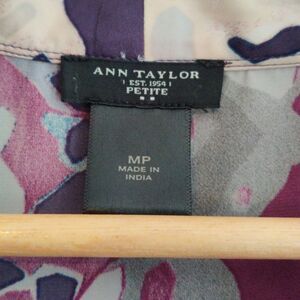 ANN TAYLOR
EST. 1954
PETITE
MP
MADE IN
INDIA